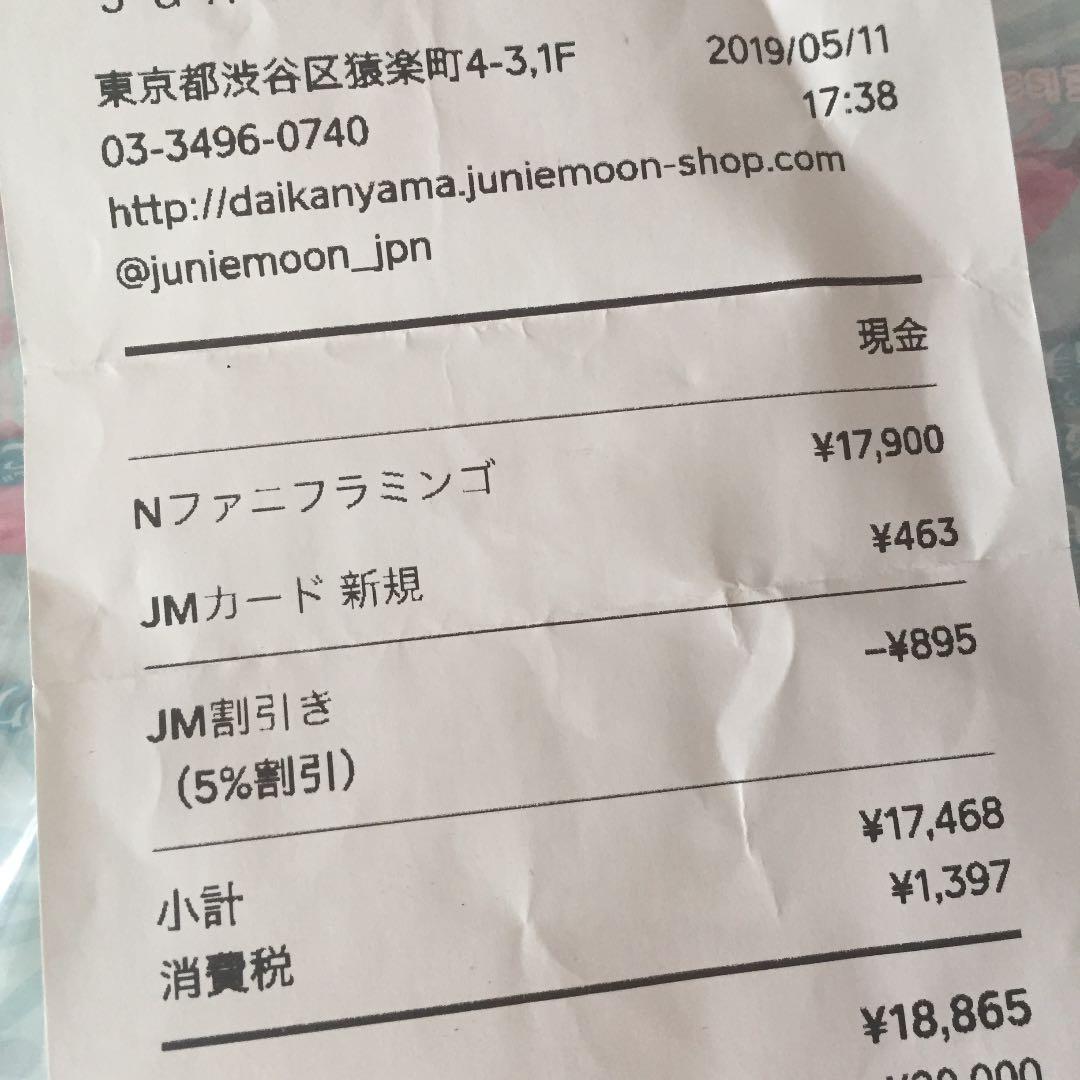 東京都渋谷区猿楽町4-3,1F 2019/05/11
03-3496-0740 17:38
http://daikanyama.juniemoon-shop.com
@juniemoon_jpn
現金
Nファニフラミンゴ ¥17,900
JMカード 新規 ¥463
JM割引き -¥895
(5%割引)
小計 ¥17,468
消費税 ¥1,397
¥18,865